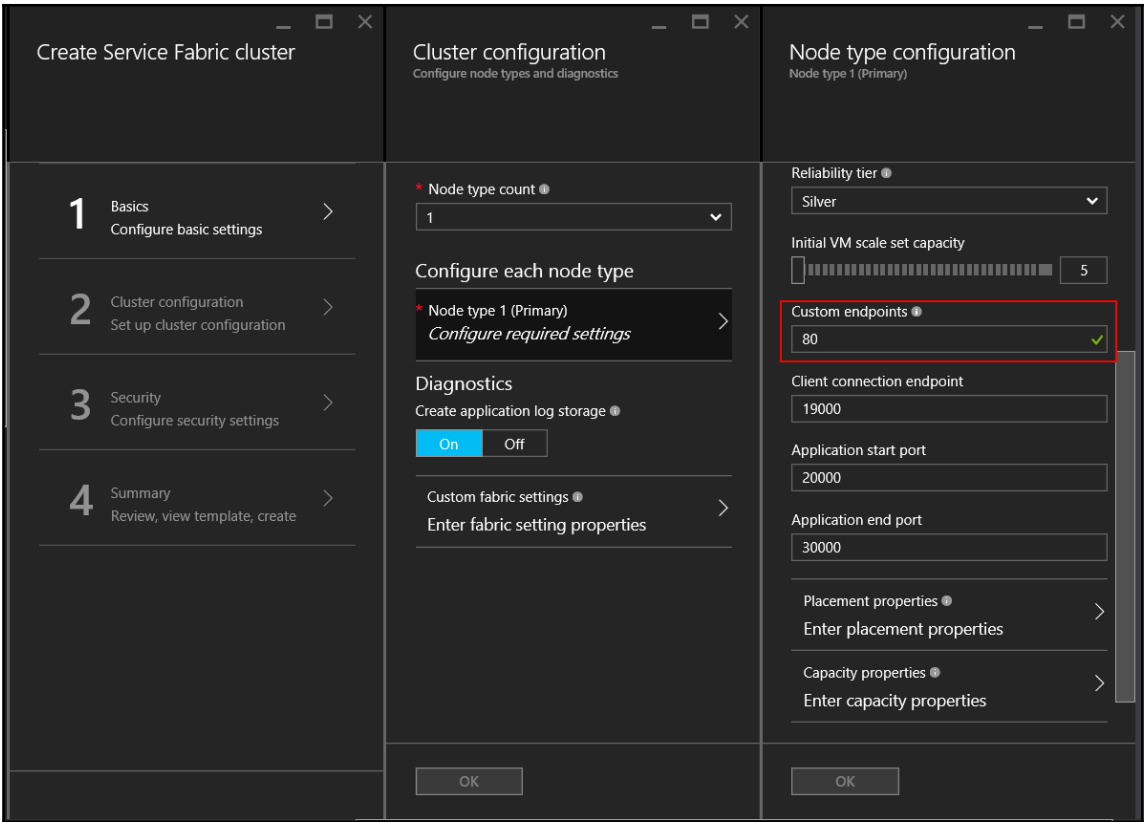 Create Service Fabric cluster
1
Basics
Configure basic settings
2
Cluster configuration
Set up cluster configuration
3
Security
Configure security settings
4
Summary
Review, view template, create
Cluster configuration
Configure node types and diagnostics
* Node type count
1
Configure each node type
* Node type 1 (Primary)
Configure required settings
Diagnostics
Create application log storage
On Off
Custom fabric settings
Enter fabric setting properties
OK
Node type configuration
Node type 1 (Primary)
Reliability tier
Silver
Initial VM scale set capacity
5
Custom endpoints
80
Client connection endpoint
19000
Application start port
20000
Application end port
30000
Placement properties
Enter placement properties
Capacity properties
Enter capacity properties
OK